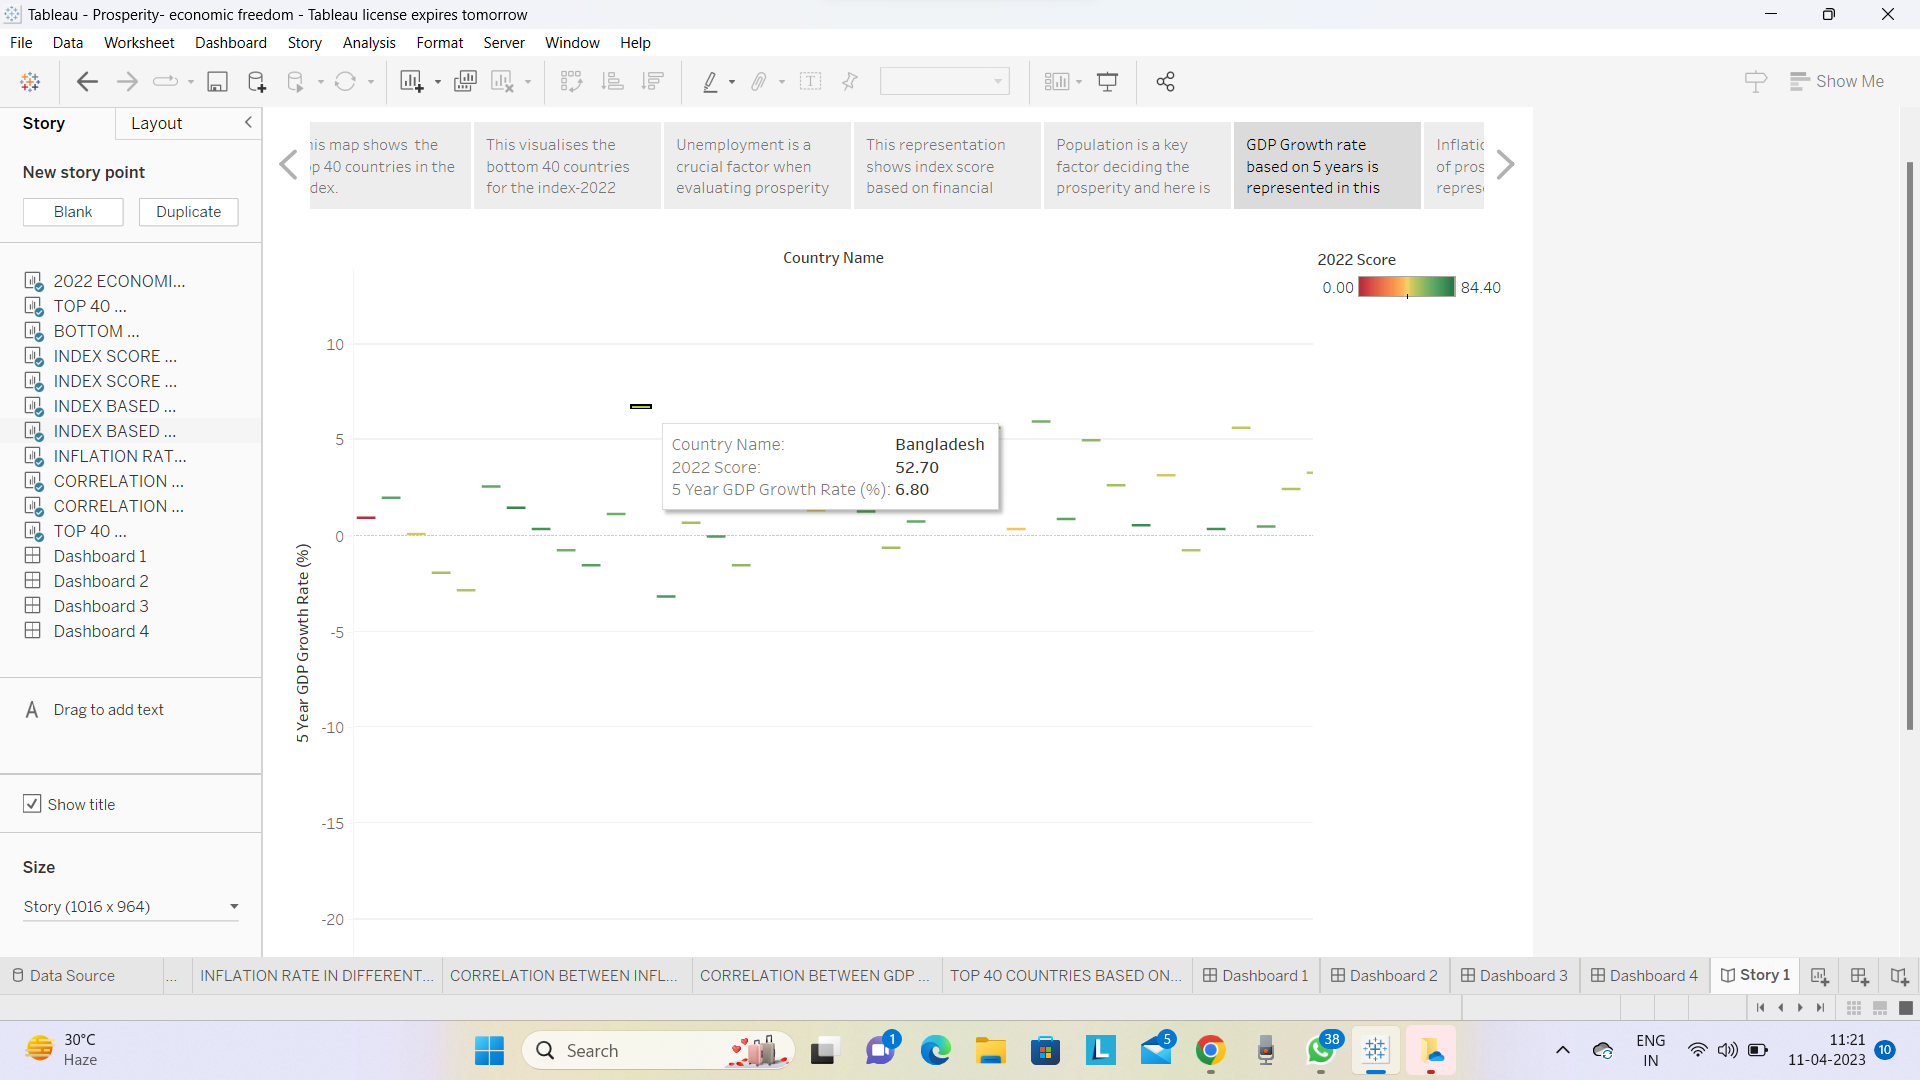 Tableau - Prosperity- economic freedom - Tableau license expires tomorrow
File Data Worksheet Dashboard Story Analysis Format Server Window Help
Show Me
Story
Layout
New story point
Blank
Duplicate
2022 ECONOMI...
TOP 40 ...
BOTTOM ...
INDEX SCORE ...
INDEX SCORE ...
INDEX BASED ...
INDEX BASED ...
INFLATION RAT...
CORRELATION ...
CORRELATION ...
TOP 40 ...
Dashboard 1
Dashboard 2
Dashboard 3
Dashboard 4
A Drag to add text
Show title
Size
Story (1016 x 964)
his map shows the
p 40 countries in the
dex.
This visualises the
bottom 40 countries
for the index-2022
Unemployment is a
crucial factor when
evaluating prosperity
This representation
shows index score
based on financial
Population is a key
factor deciding the
prosperity and here is
GDP Growth rate
based on 5 years is
represented in this
Inflatic
of pros
repres
Country Name
2022 Score
0.00
84.40
5 Year GDP Growth Rate (%)
10
5
0
-5
-10
-15
-20
Country Name: Bangladesh
2022 Score: 52.70
5 Year GDP Growth Rate (%): 6.80
Data Source
...
INFLATION RATE IN DIFFERENT...
CORRELATION BETWEEN INFL...
CORRELATION BETWEEN GDP ...
TOP 40 COUNTRIES BASED ON...
Dashboard 1
Dashboard 2
Dashboard 3
Dashboard 4
Story 1
30°C
Haze
Search
1
L
5
38
ENG
IN
11:21
11-04-2023
10